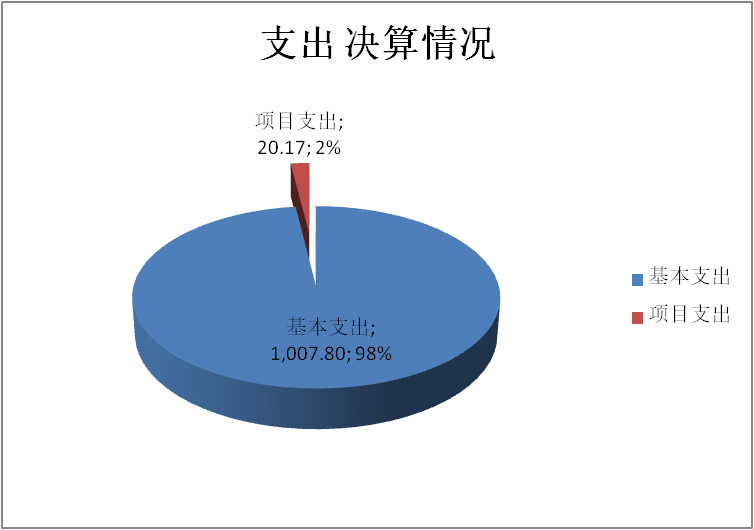 支出 决算情况
项目支出;
20.17; 2%
基本支出;
1,007.80; 98%
基本支出
项目支出